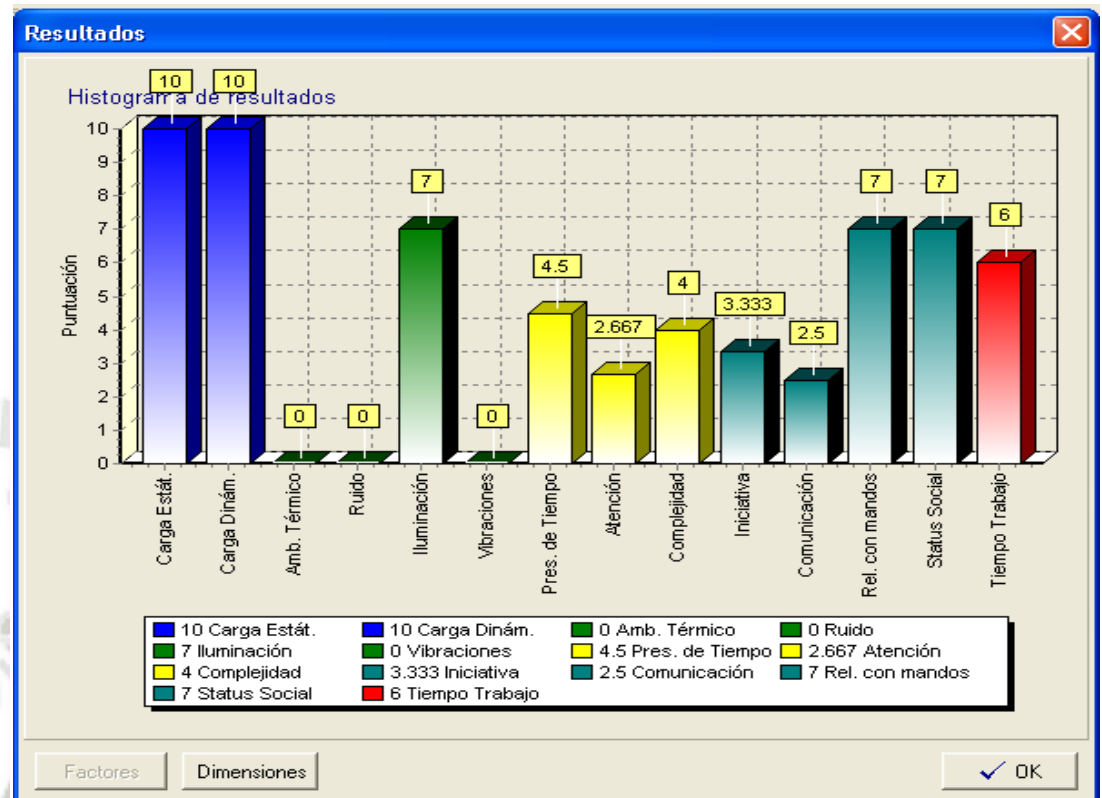 Resultados
Histograma de resultados
10 10 0 0 7 0 4.5 2.667 4 3.333 2.5 7 7 6
Puntuación
10
9
8
7
6
5
4
3
2
1
0
Carga Estát.
Carga Dinám.
Amb. Térmico
Ruido
Iluminación
Vibraciones
Pres. de Tiempo
Atención
Complejidad
Iniciativa
Comunicación
Rel. con mandos
Status Social
Tiempo Trabajo
10 Carga Estát. 10 Carga Dinám. 0 Amb. Térmico 0 Ruido
7 Iluminación 0 Vibraciones 4.5 Pres. de Tiempo 2.667 Atención
4 Complejidad 3.333 Iniciativa 2.5 Comunicación 7 Rel. con mandos
7 Status Social 6 Tiempo Trabajo
Factores Dimensiones OK